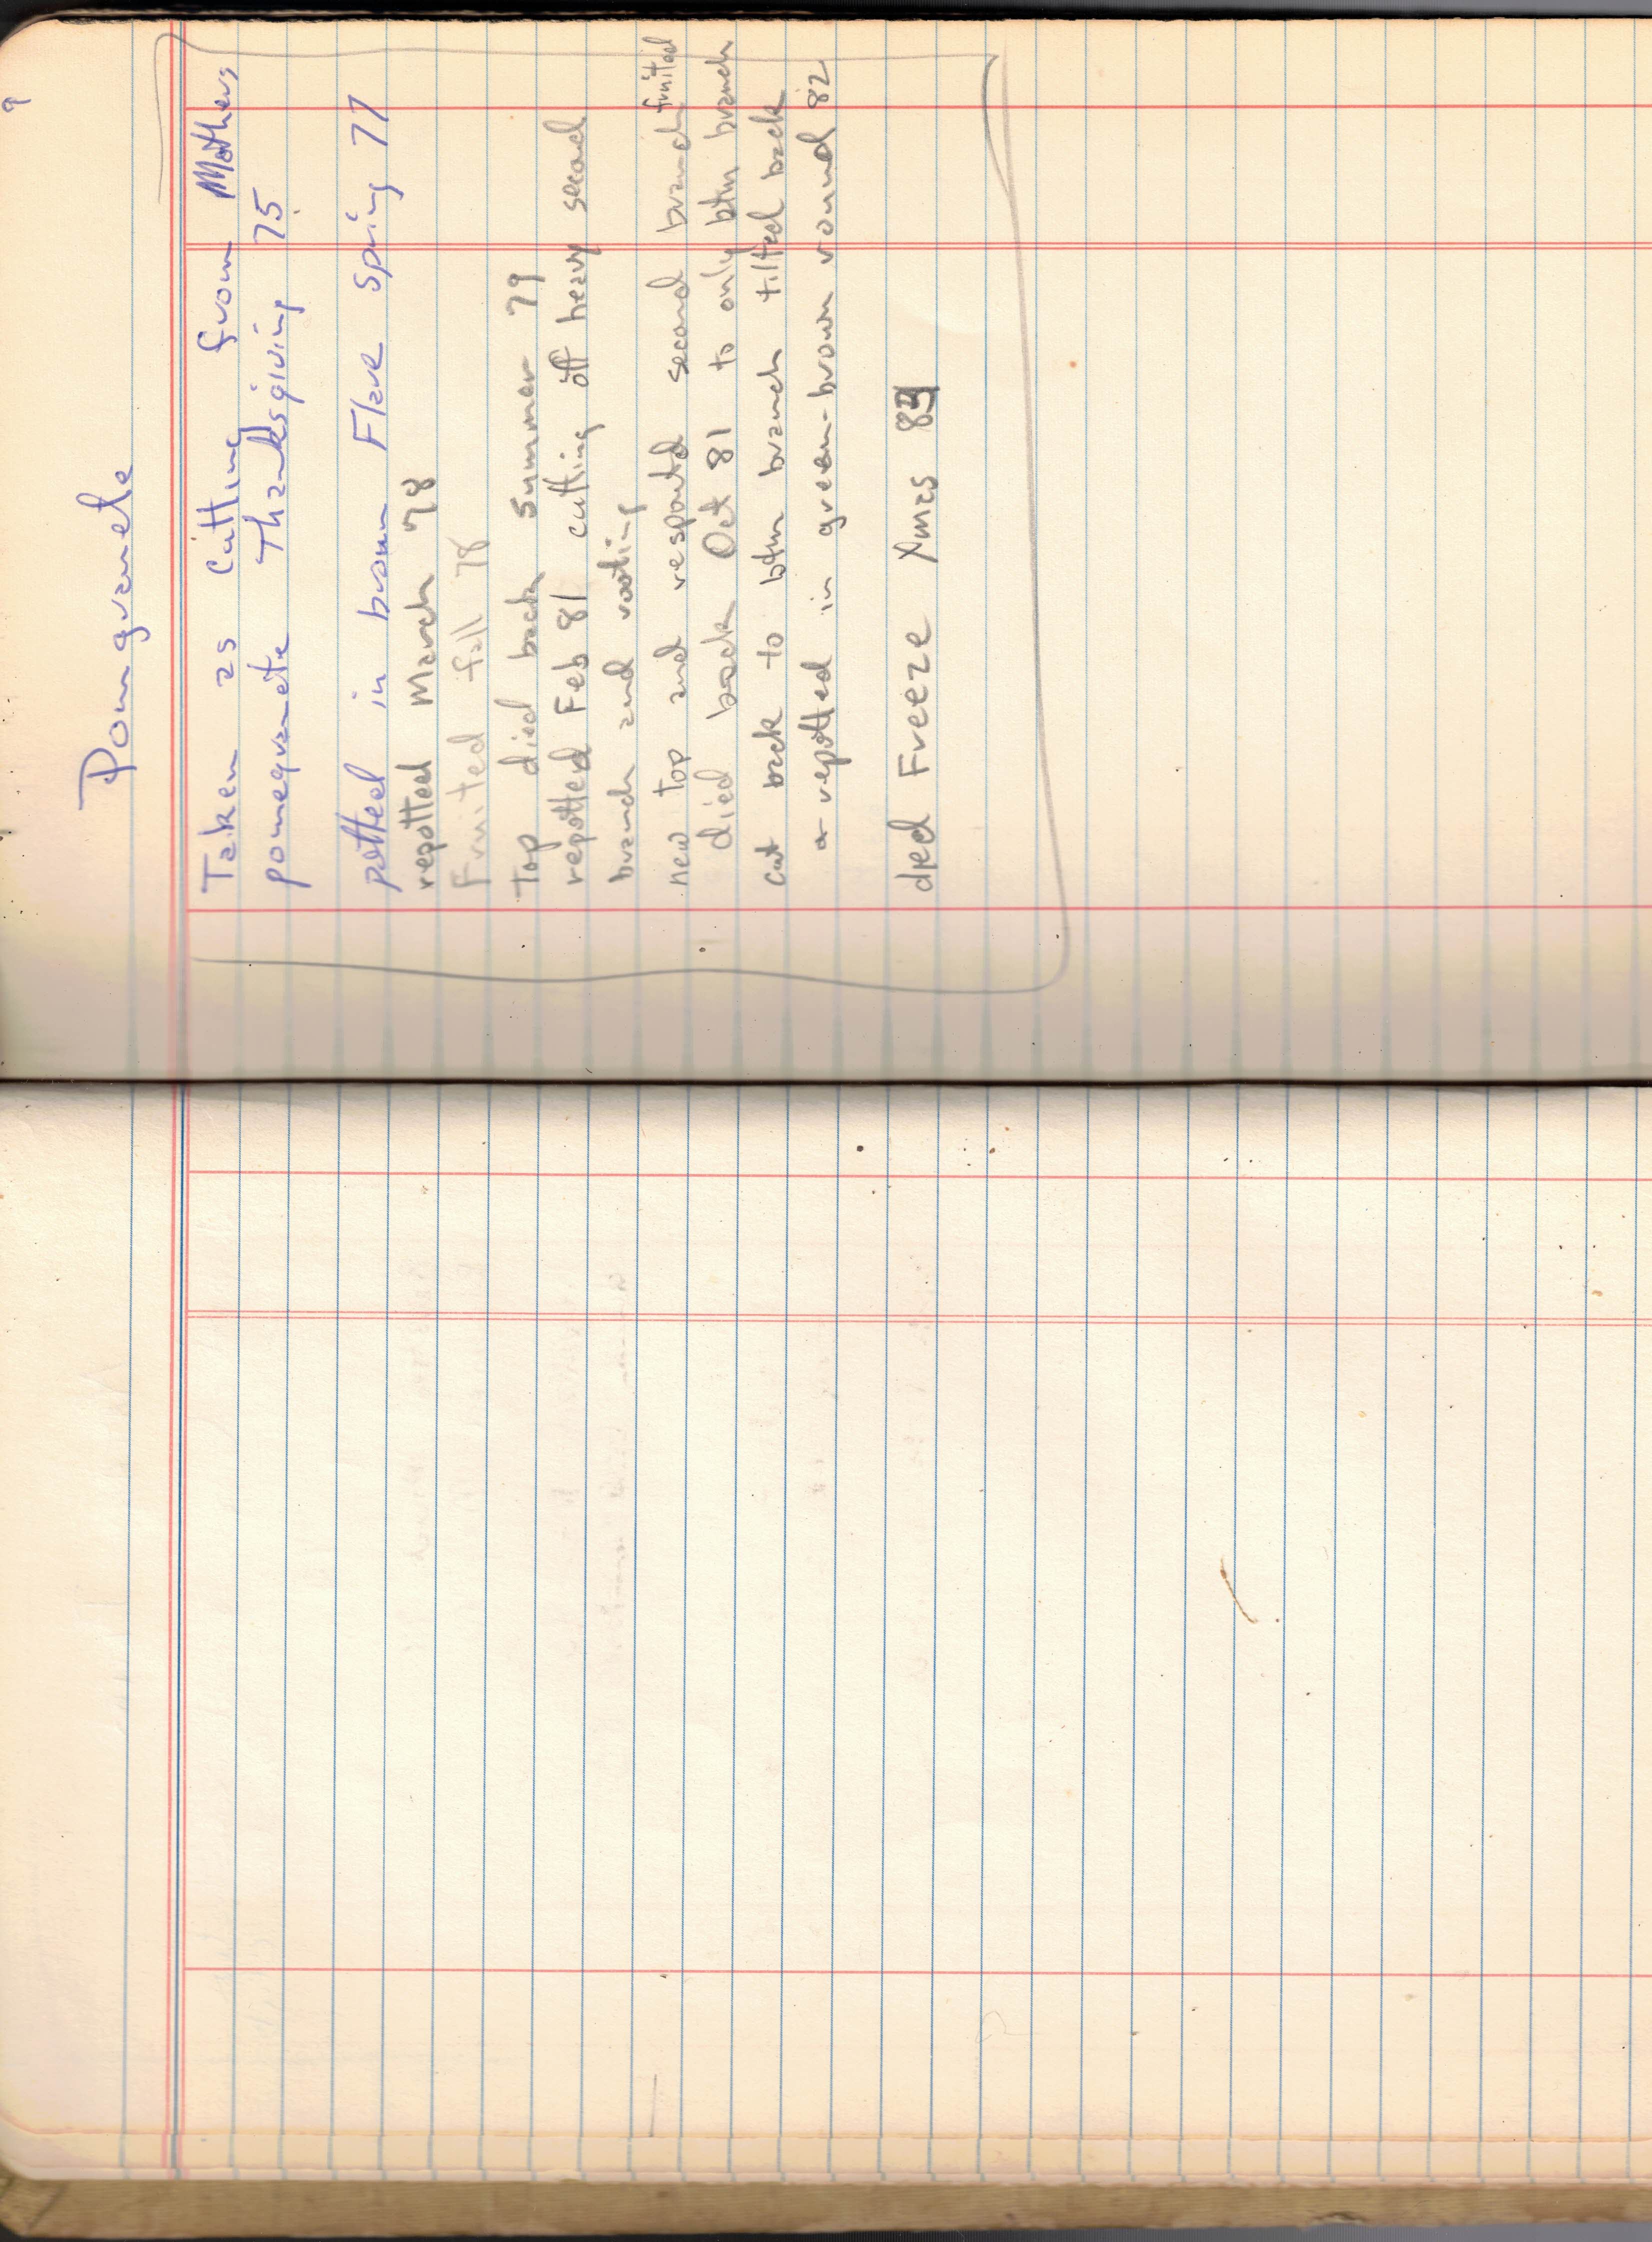 9
Pomgranete
Taken as Cutting from Mothers
pomegranete Thanksgiving 75
potted in brown Flare Spring 77
repotted March 78
Fruited fall 78
Top died back Summer 79
repotted Feb 81 cutting off heavy second
branch and rooting
new top and respoutd second branch fruited
died back Oct 81 to only btm branch
cut back to btm branch tilted back
+ repotted in green-brown round 82
died Freeze Xmas